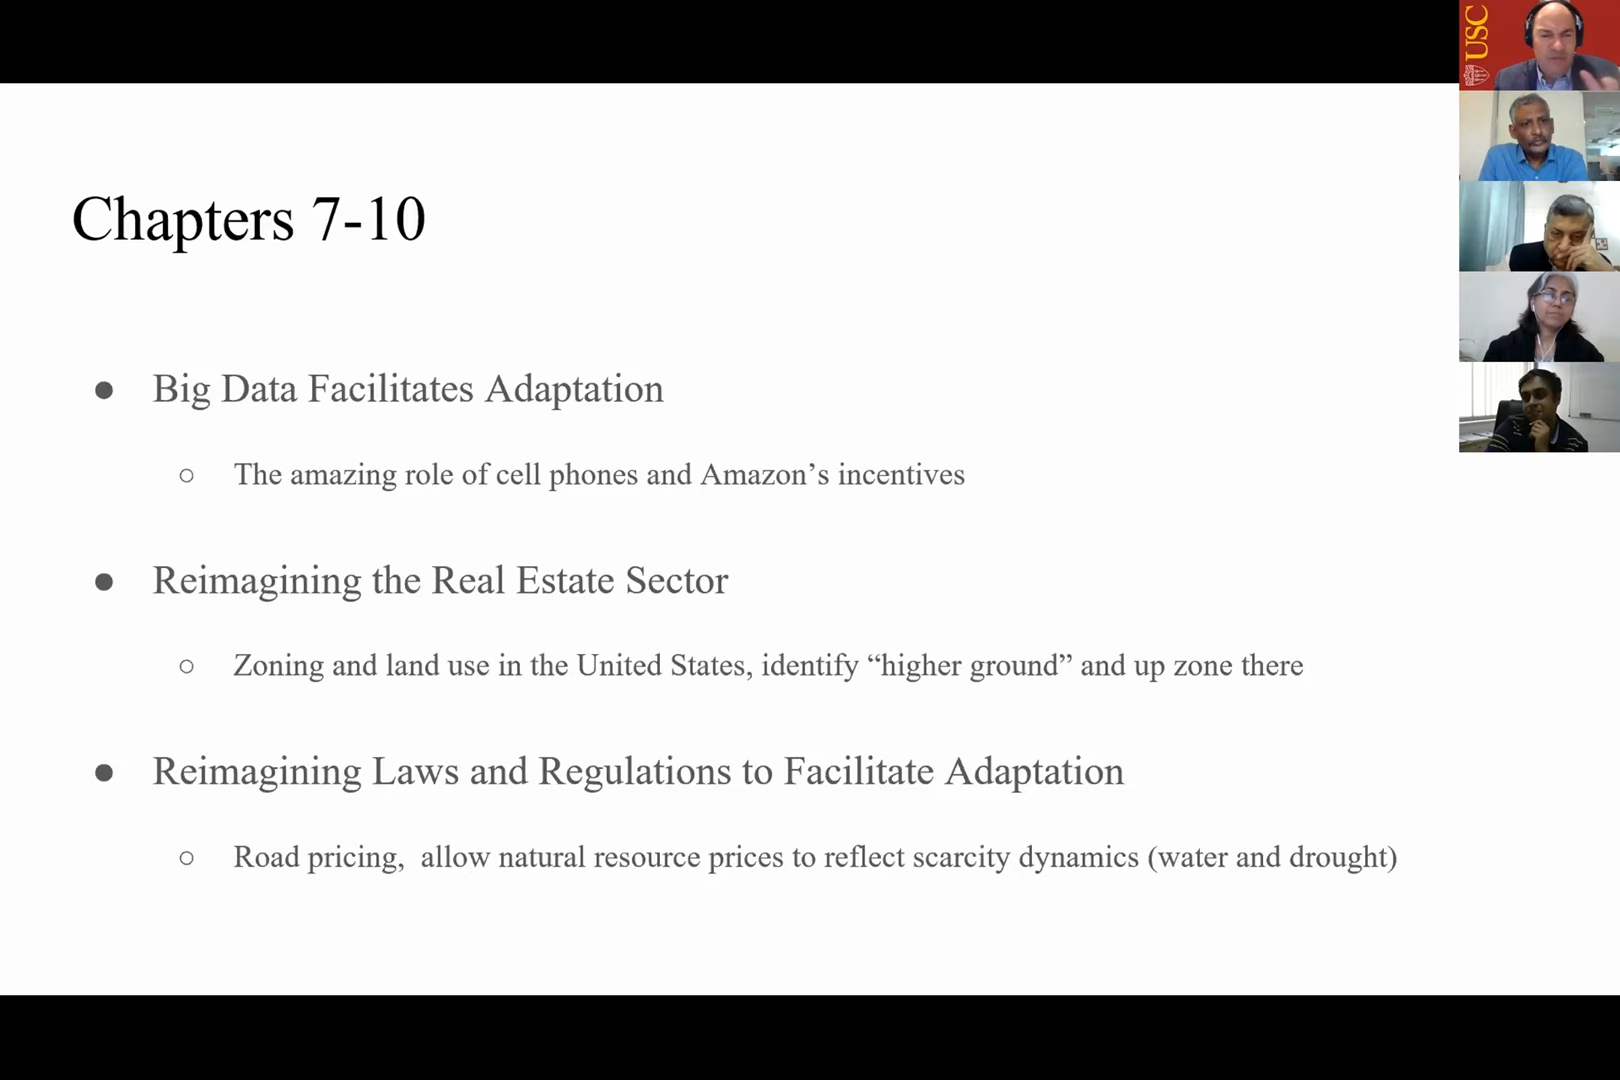 USC
Chapters 7-10
● Big Data Facilitates Adaptation
○ The amazing role of cell phones and Amazon’s incentives
● Reimagining the Real Estate Sector
○ Zoning and land use in the United States, identify “higher ground” and up zone there
● Reimagining Laws and Regulations to Facilitate Adaptation
○ Road pricing,  allow natural resource prices to reflect scarcity dynamics (water and drought)